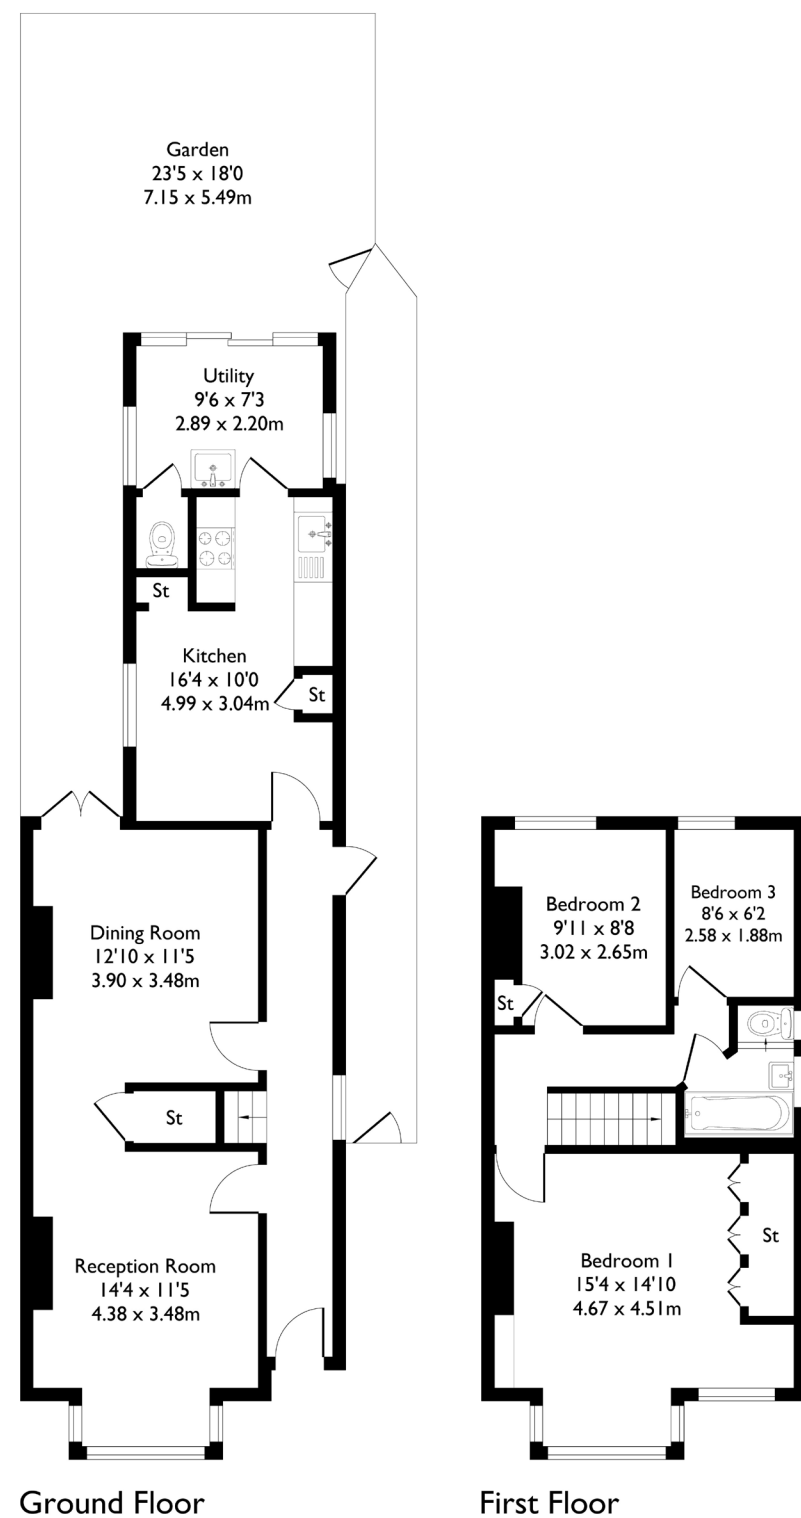 Garden
23'5 x 18'0
7.15 x 5.49m
Utility
9'6 x 7'3
2.89 x 2.20m
St
Kitchen
16'4 x 10'0
4.99 x 3.04m
St
Dining Room
12'10 x 11'5
3.90 x 3.48m
St
Reception Room
14'4 x 11'5
4.38 x 3.48m
Ground Floor
Bedroom 2
9'11 x 8'8
3.02 x 2.65m
Bedroom 3
8'6 x 6'2
2.58 x 1.88m
St
Bedroom 1
15'4 x 14'10
4.67 x 4.51m
St
First Floor